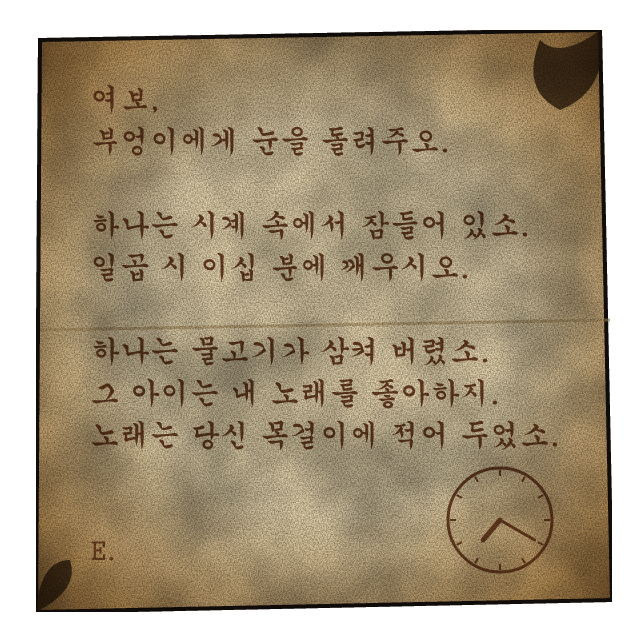 여보,
부엉이에게 눈을 돌려주오.
하나는 시계 속에서 잠들어 있소.
일곱 시 이십 분에 깨우시오.
하나는 물고기가 삼켜 버렸소.
그 아이는 내 노래를 좋아하지.
노래는 당신 목걸이에 적어 두었소.
E.